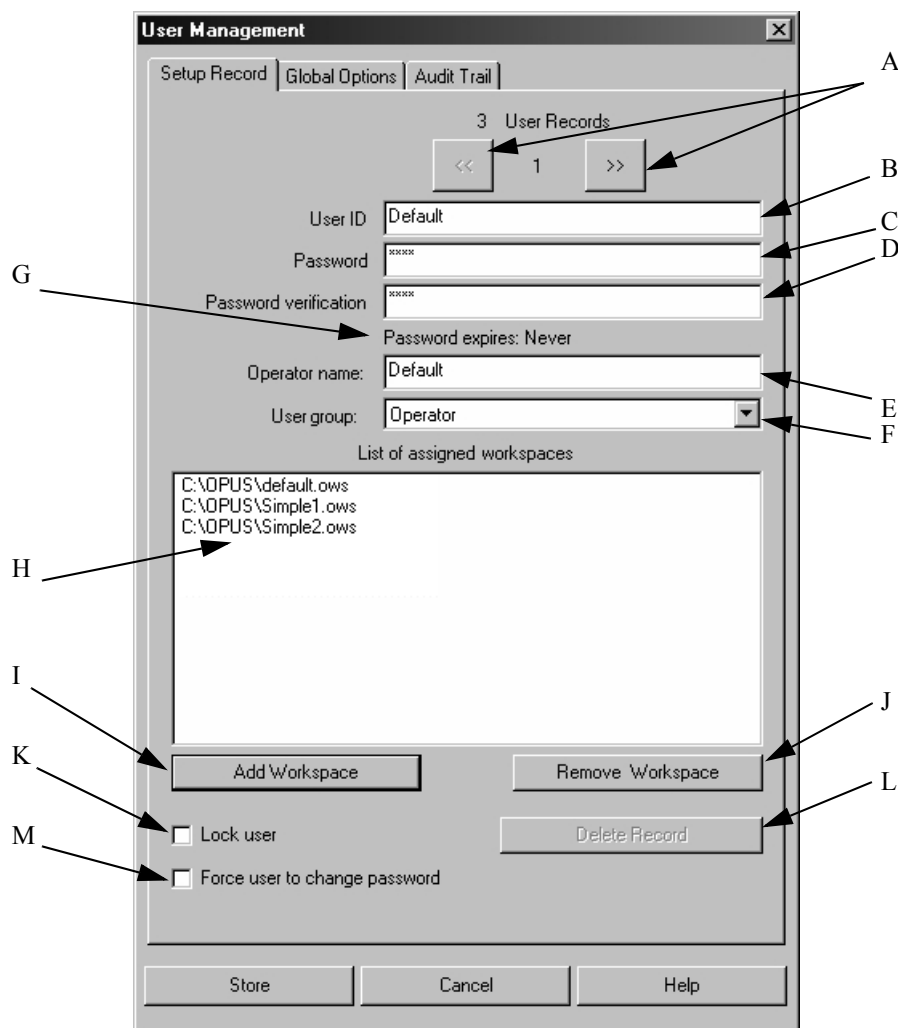 User Management
Setup Record Global Options Audit Trail
A
3 User Records
<< 1 >>
B
User ID Default
C
Password ****
D
G
Password verification ****
Password expires: Never
Operator name: Default
E
User group: Operator
F
List of assigned workspaces
C:\OPUS\default.ows
C:\OPUS\Simple1.ows
C:\OPUS\Simple2.ows
H
I
J
Add Workspace Remove Workspace
K
L
Lock user Delete Record
M
Force user to change password
Store Cancel Help